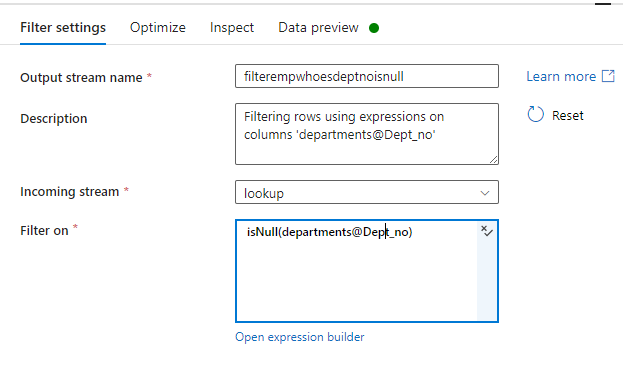 Filter settings Optimize Inspect Data preview
Output stream name * filterempwhoesdeptnoisnull Learn more
Description Filtering rows using expressions on Reset
columns 'departments@Dept_no'
Incoming stream * lookup
Filter on * isNull(departments@Dept_no)
Open expression builder